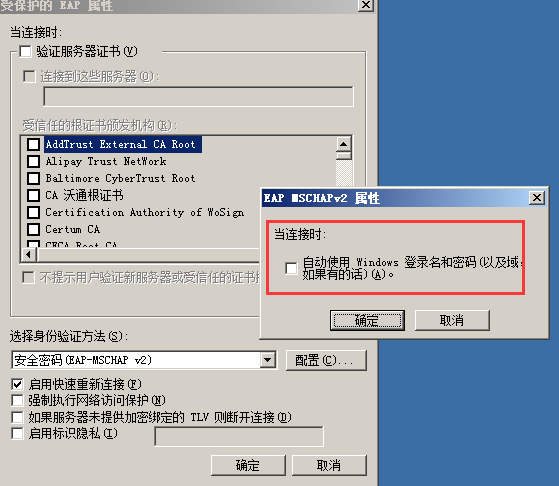 受保护的 EAP 属性
当连接时:
验证服务器证书(V)
连接到这些服务器(O):
受信任的根证书颁发机构(R):
AddTrust External CA Root
Alipay Trust NetWork
Baltimore CyberTrust Root
CA 沃通根证书
Certification Authority of WoSign
Certum CA
CFCA Root CA
不提示用户验证新服务器或受信任的证书
选择身份验证方法(S):
安全密码(EAP-MSCHAP v2)
配置(C)...
启用快速重新连接(F)
强制执行网络访问保护(N)
如果服务器未提供加密绑定的 TLV 则断开连接(D)
启用标识隐私(I)
确定
取消
EAP MSCHAPv2 属性
当连接时:
自动使用 Windows 登录名和密码(以及域,
如果有的话)(A)。
确定
取消